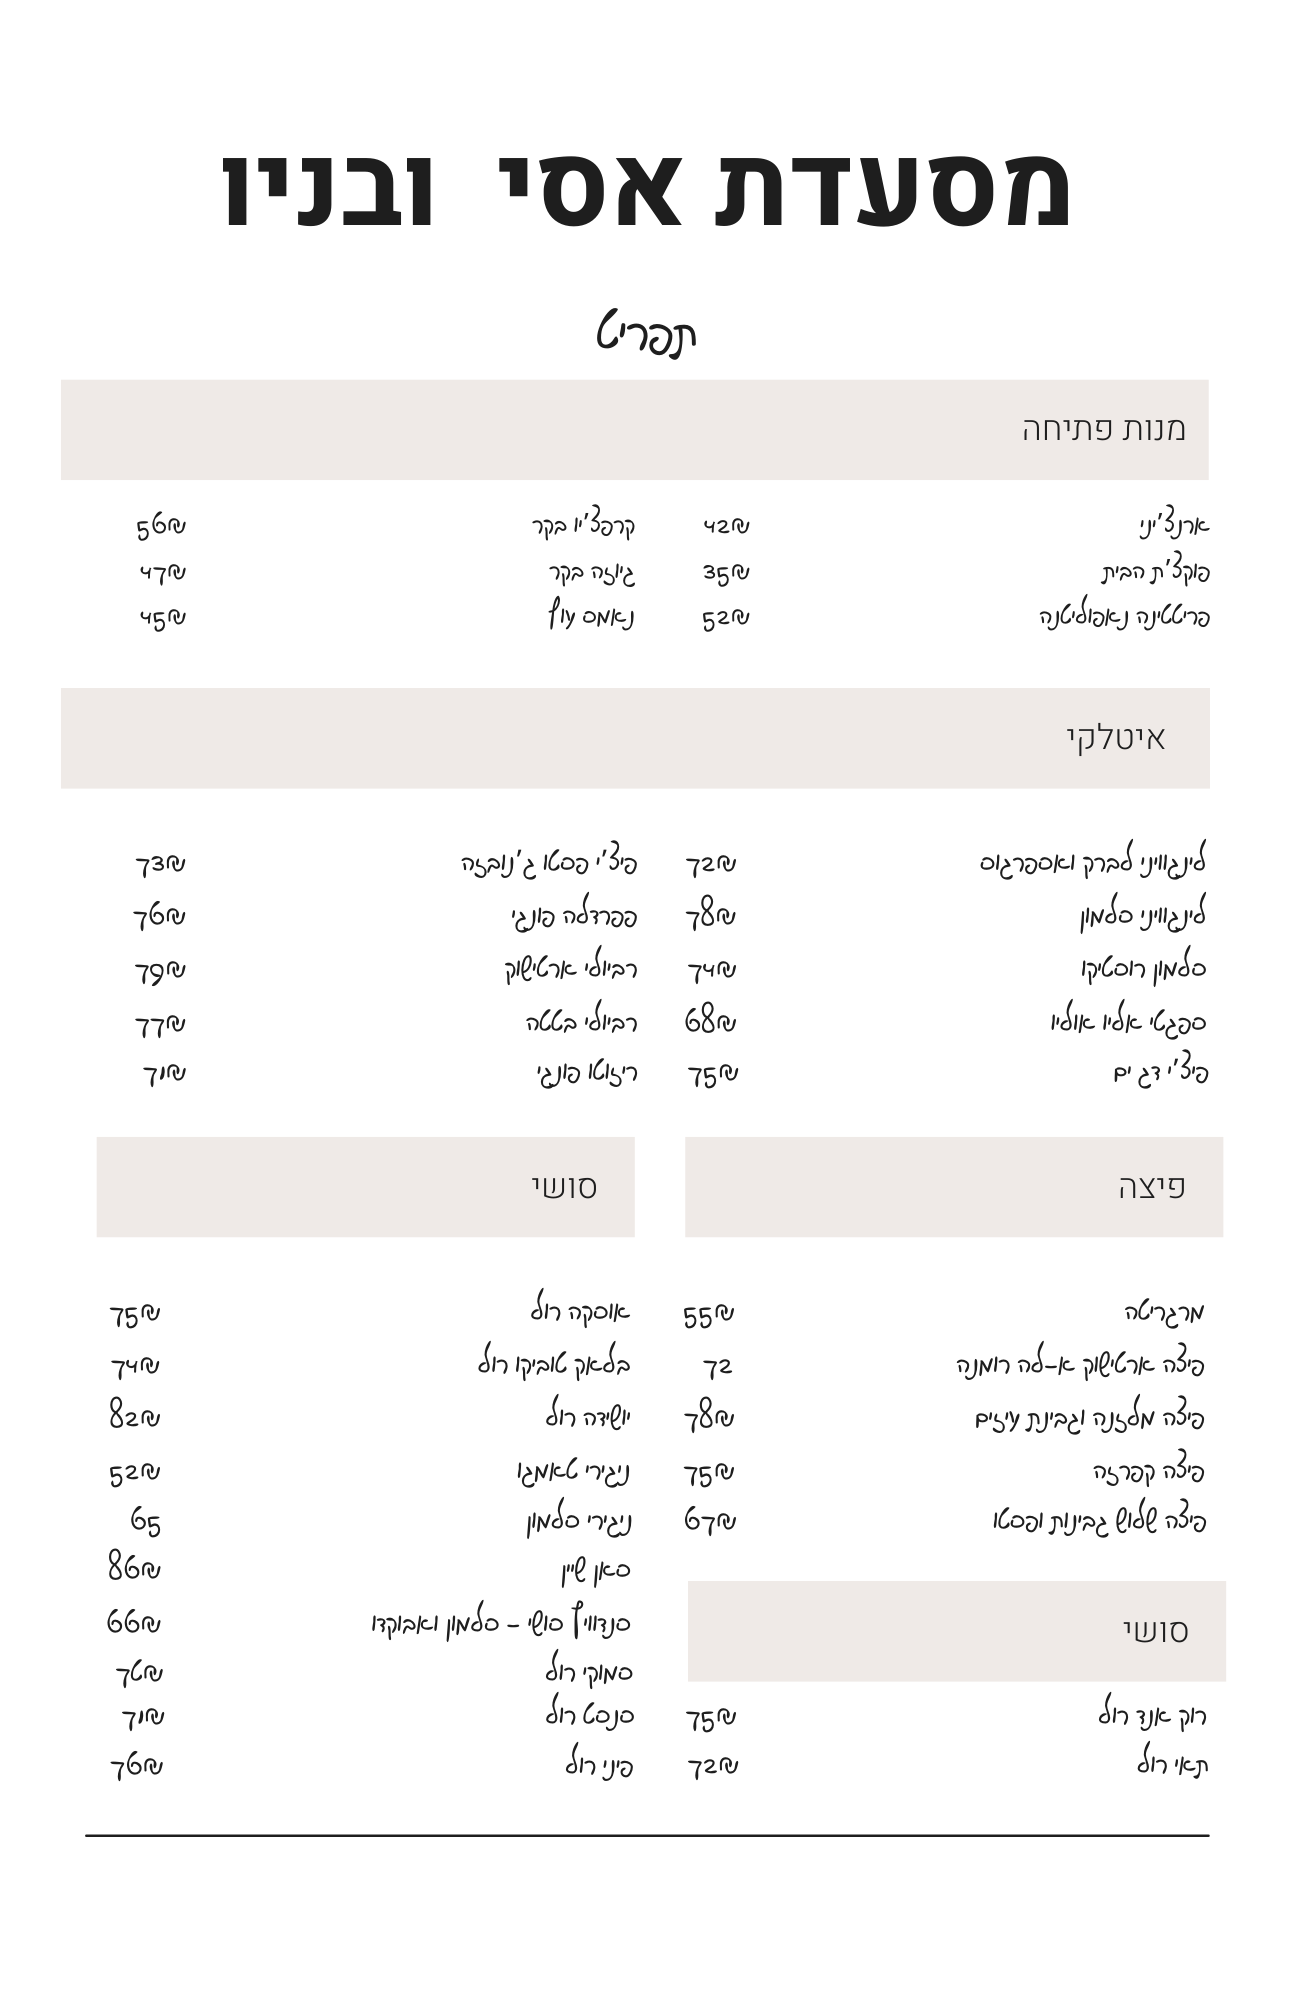 מסעדת אסי ובניו
תפריט
מנות פתיחה
ארנצ'יני 42₪
פוקצ'ת הבית 35₪
פריטטינה נאפוליטנה 52₪
קרפצ'יו בקר 56₪
גיוזה בקר 47₪
נאמס עוף 45₪
איטלקי
לינגוויני לברק ואספרגוס 72₪
לינגוויני סלמון 78₪
סלמון רוסטיקו 74₪
ספגטי אליו אוליו 68₪
פיצ'י דג ים 75₪
פיצ'י פסטו ג'נובזה 73₪
פפרדלה פונגי 76₪
רביולי ארטישוק 79₪
רביולי בטטה 77₪
ריזוטו פונגי 71₪
פיצה
מרגריטה 55₪
פיצה ארטישוק א-לה רומנה 72
פיצה מלזנה וגבינת עיזים 78₪
פיצה קפרזה 75₪
פיצה שלוש גבינות ופסטו 67₪
סושי
רוק אנד רול 75₪
תאי רול 72₪
סושי
אוסקה רול 75₪
בלאק טוביקו רול 74₪
יושידה רול 82₪
ניגירי טאמגו 52₪
ניגירי סלמון 65
סאן שיין 86₪
סנדוויץ סושי - סלמון ואבוקדו 66₪
סמוקי רול 76₪
סנסט רול 71₪
פיני רול 76₪